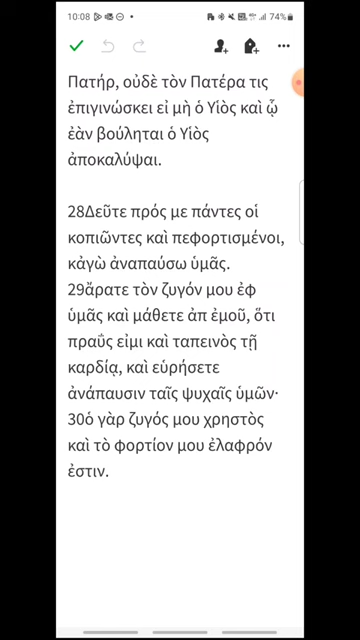 10:08
74%
Πατήρ, οὐδὲ τὸν Πατέρα τις
ἐπιγινώσκει εἰ μὴ ὁ Υἱὸς καὶ ᾧ
ἐὰν βούληται ὁ Υἱὸς
ἀποκαλύψαι.
28Δεῦτε πρός με πάντες οἱ
κοπιῶντες καὶ πεφορτισμένοι,
κἀγὼ ἀναπαύσω ὑμᾶς.
29ἄρατε τὸν ζυγόν μου ἐφ
ὑμᾶς καὶ μάθετε ἀπ ἐμοῦ, ὅτι
πραΰς εἰμι καὶ ταπεινὸς τῇ
καρδίᾳ, καὶ εὑρήσετε
ἀνάπαυσιν ταῖς ψυχαῖς ὑμῶν·
30ὁ γὰρ ζυγός μου χρηστὸς
καὶ τὸ φορτίον μου ἐλαφρόν
ἐστιν.